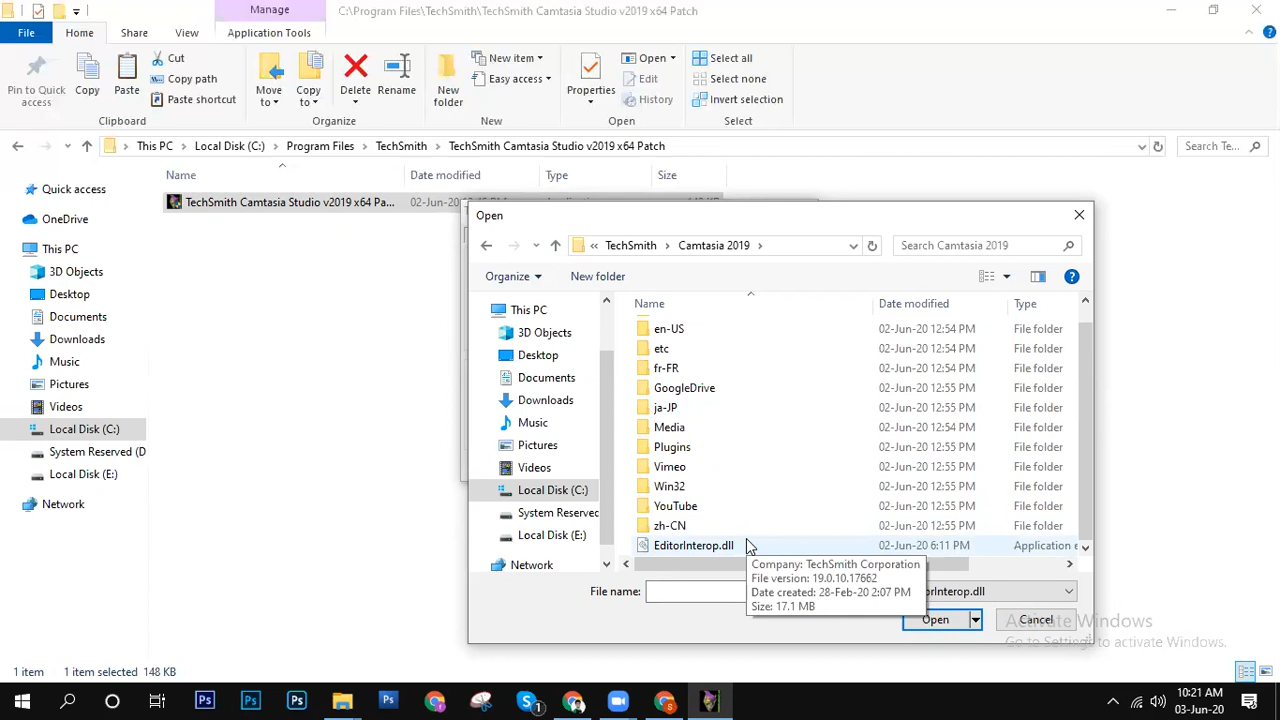 Manage
C:\Program Files\TechSmith\TechSmith Camtasia Studio v2019 x64 Patch
File
Home
Share
View
Application Tools
Pin to Quick access
Copy
Paste
Cut
Copy path
Paste shortcut
Clipboard
Move to
Copy to
Delete
Rename
Organize
New folder
New item
Easy access
New
Properties
Open
Edit
History
Open
Select all
Select none
Invert selection
Select
This PC
Local Disk (C:)
Program Files
TechSmith
TechSmith Camtasia Studio v2019 x64 Patch
Search Te...
Name
Date modified
Type
Size
TechSmith Camtasia Studio v2019 x64 Pa...
02-Jun-20
Quick access
OneDrive
This PC
3D Objects
Desktop
Documents
Downloads
Music
Pictures
Videos
Local Disk (C:)
System Reserved (D
Local Disk (E:)
Network
Open
« TechSmith
Camtasia 2019
Search Camtasia 2019
Organize
New folder
This PC
3D Objects
Desktop
Documents
Downloads
Music
Pictures
Videos
Local Disk (C:)
System Reserved
Local Disk (E:)
Network
Name
Date modified
Type
en-US 02-Jun-20 12:54 PM File folder
etc 02-Jun-20 12:54 PM File folder
fr-FR 02-Jun-20 12:54 PM File folder
GoogleDrive 02-Jun-20 12:55 PM File folder
ja-JP 02-Jun-20 12:55 PM File folder
Media 02-Jun-20 12:54 PM File folder
Plugins 02-Jun-20 12:55 PM File folder
Vimeo 02-Jun-20 12:55 PM File folder
Win32 02-Jun-20 12:55 PM File folder
YouTube 02-Jun-20 12:55 PM File folder
zh-CN 02-Jun-20 12:55 PM File folder
EditorInterop.dll 02-Jun-20 6:11 PM Application e
Company: TechSmith Corporation
File version: 19.0.10.17662
Date created: 28-Feb-20 2:07 PM
Size: 17.1 MB
File name:
rInterop.dll
Open
Cancel
Activate Windows
Go to Settings to activate Windows.
1 item
1 item selected 148 KB
10:21 AM
03-Jun-20